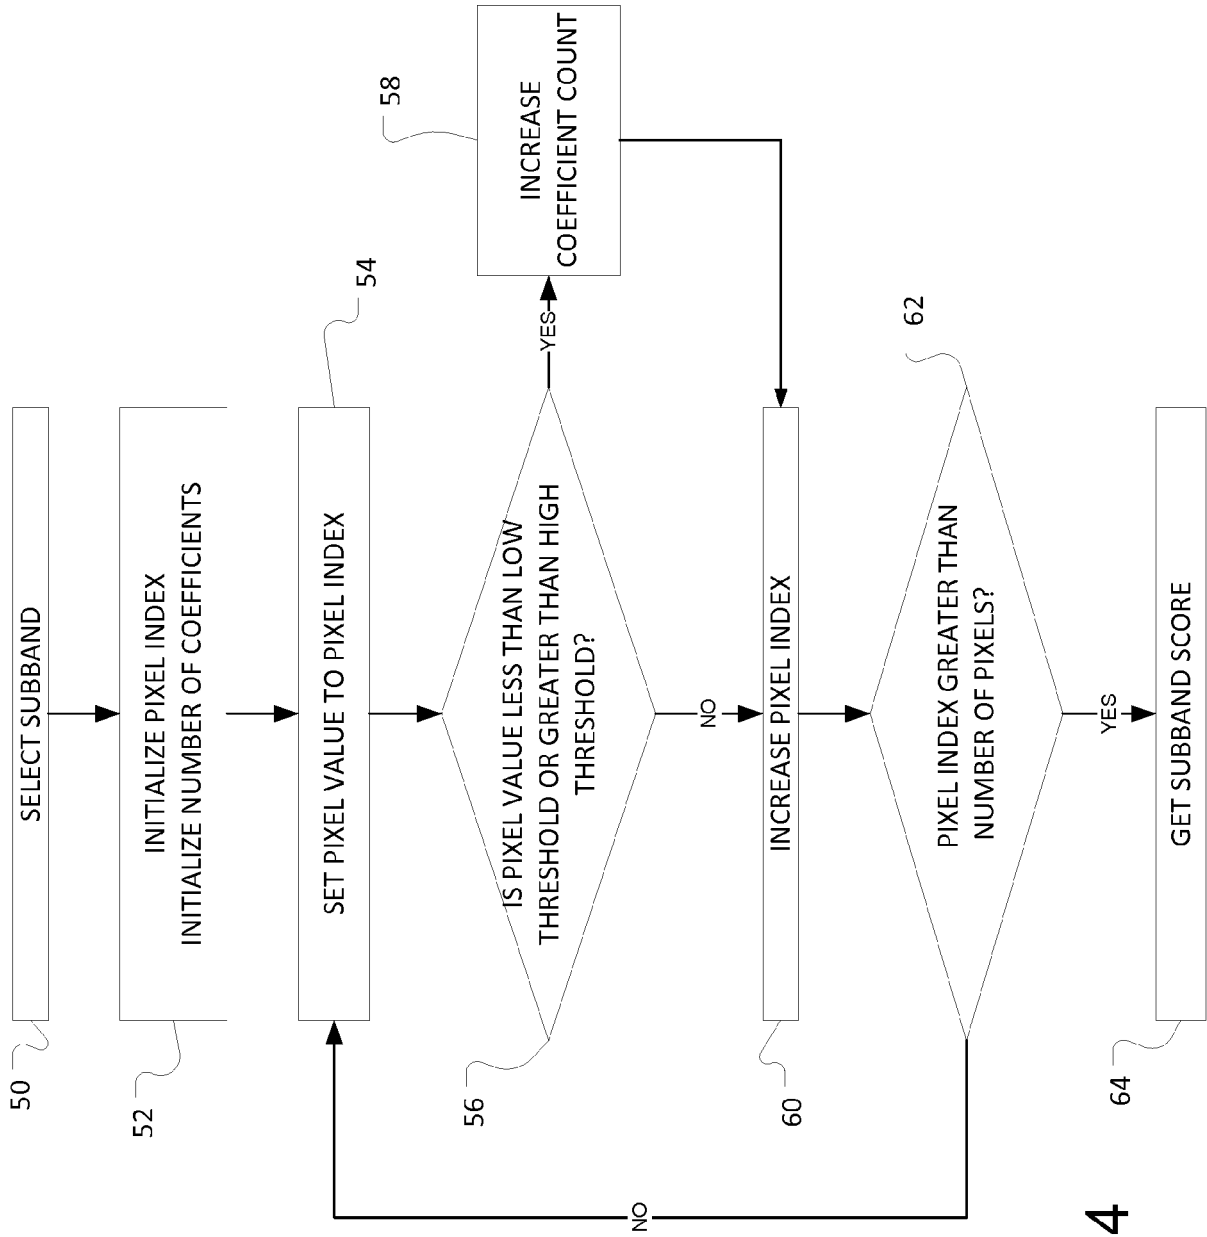 50
SELECT SUBBAND
52
INITIALIZE PIXEL INDEX
INITIALIZE NUMBER OF COEFFICIENTS
54
SET PIXEL VALUE TO PIXEL INDEX
56
IS PIXEL VALUE LESS THAN LOW
THRESHOLD OR GREATER THAN HIGH
THRESHOLD?
YES
58
INCREASE
COEFFICIENT COUNT
NO
60
INCREASE PIXEL INDEX
62
PIXEL INDEX GREATER THAN
NUMBER OF PIXELS?
NO
YES
64
GET SUBBAND SCORE
4